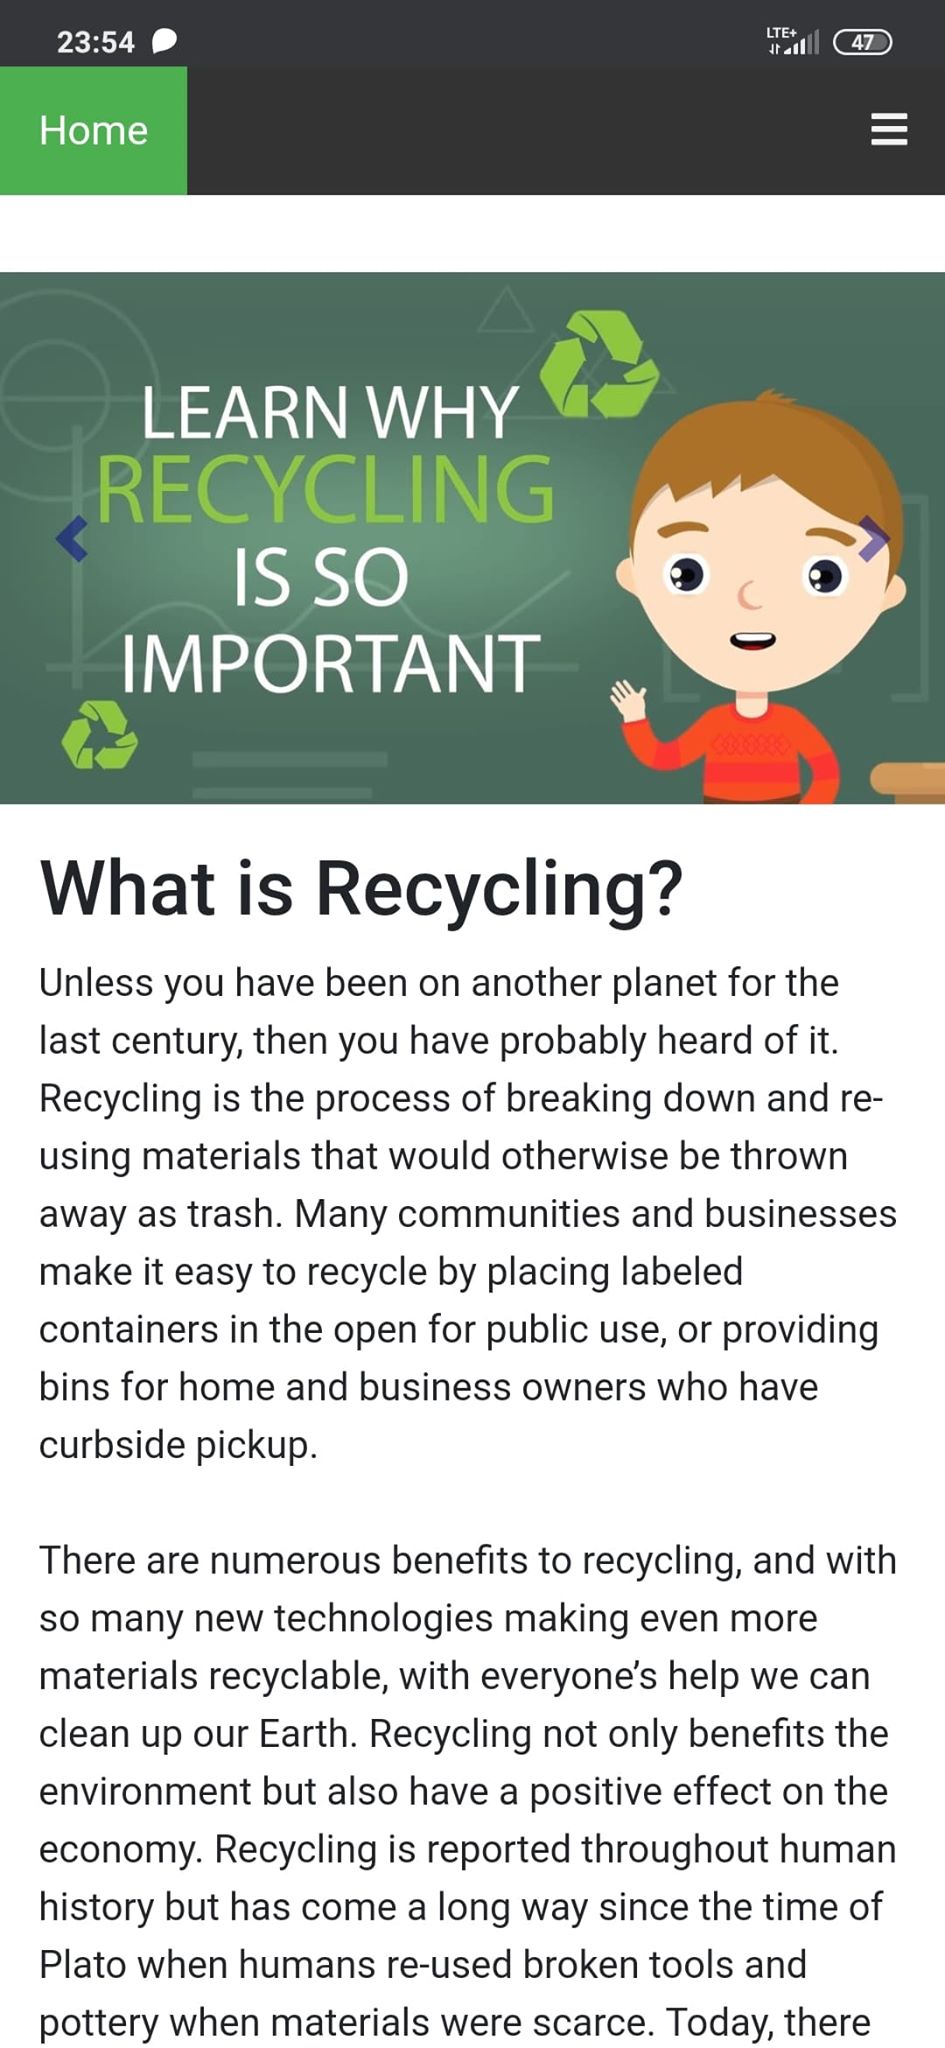 23:54
LTE+
47
Home
LEARN WHY
RECYCLING
IS SO
IMPORTANT
What is Recycling?
Unless you have been on another planet for the
last century, then you have probably heard of it.
Recycling is the process of breaking down and re-
using materials that would otherwise be thrown
away as trash. Many communities and businesses
make it easy to recycle by placing labeled
containers in the open for public use, or providing
bins for home and business owners who have
curbside pickup.
There are numerous benefits to recycling, and with
so many new technologies making even more
materials recyclable, with everyone’s help we can
clean up our Earth. Recycling not only benefits the
environment but also have a positive effect on the
economy. Recycling is reported throughout human
history but has come a long way since the time of
Plato when humans re-used broken tools and
pottery when materials were scarce. Today, there